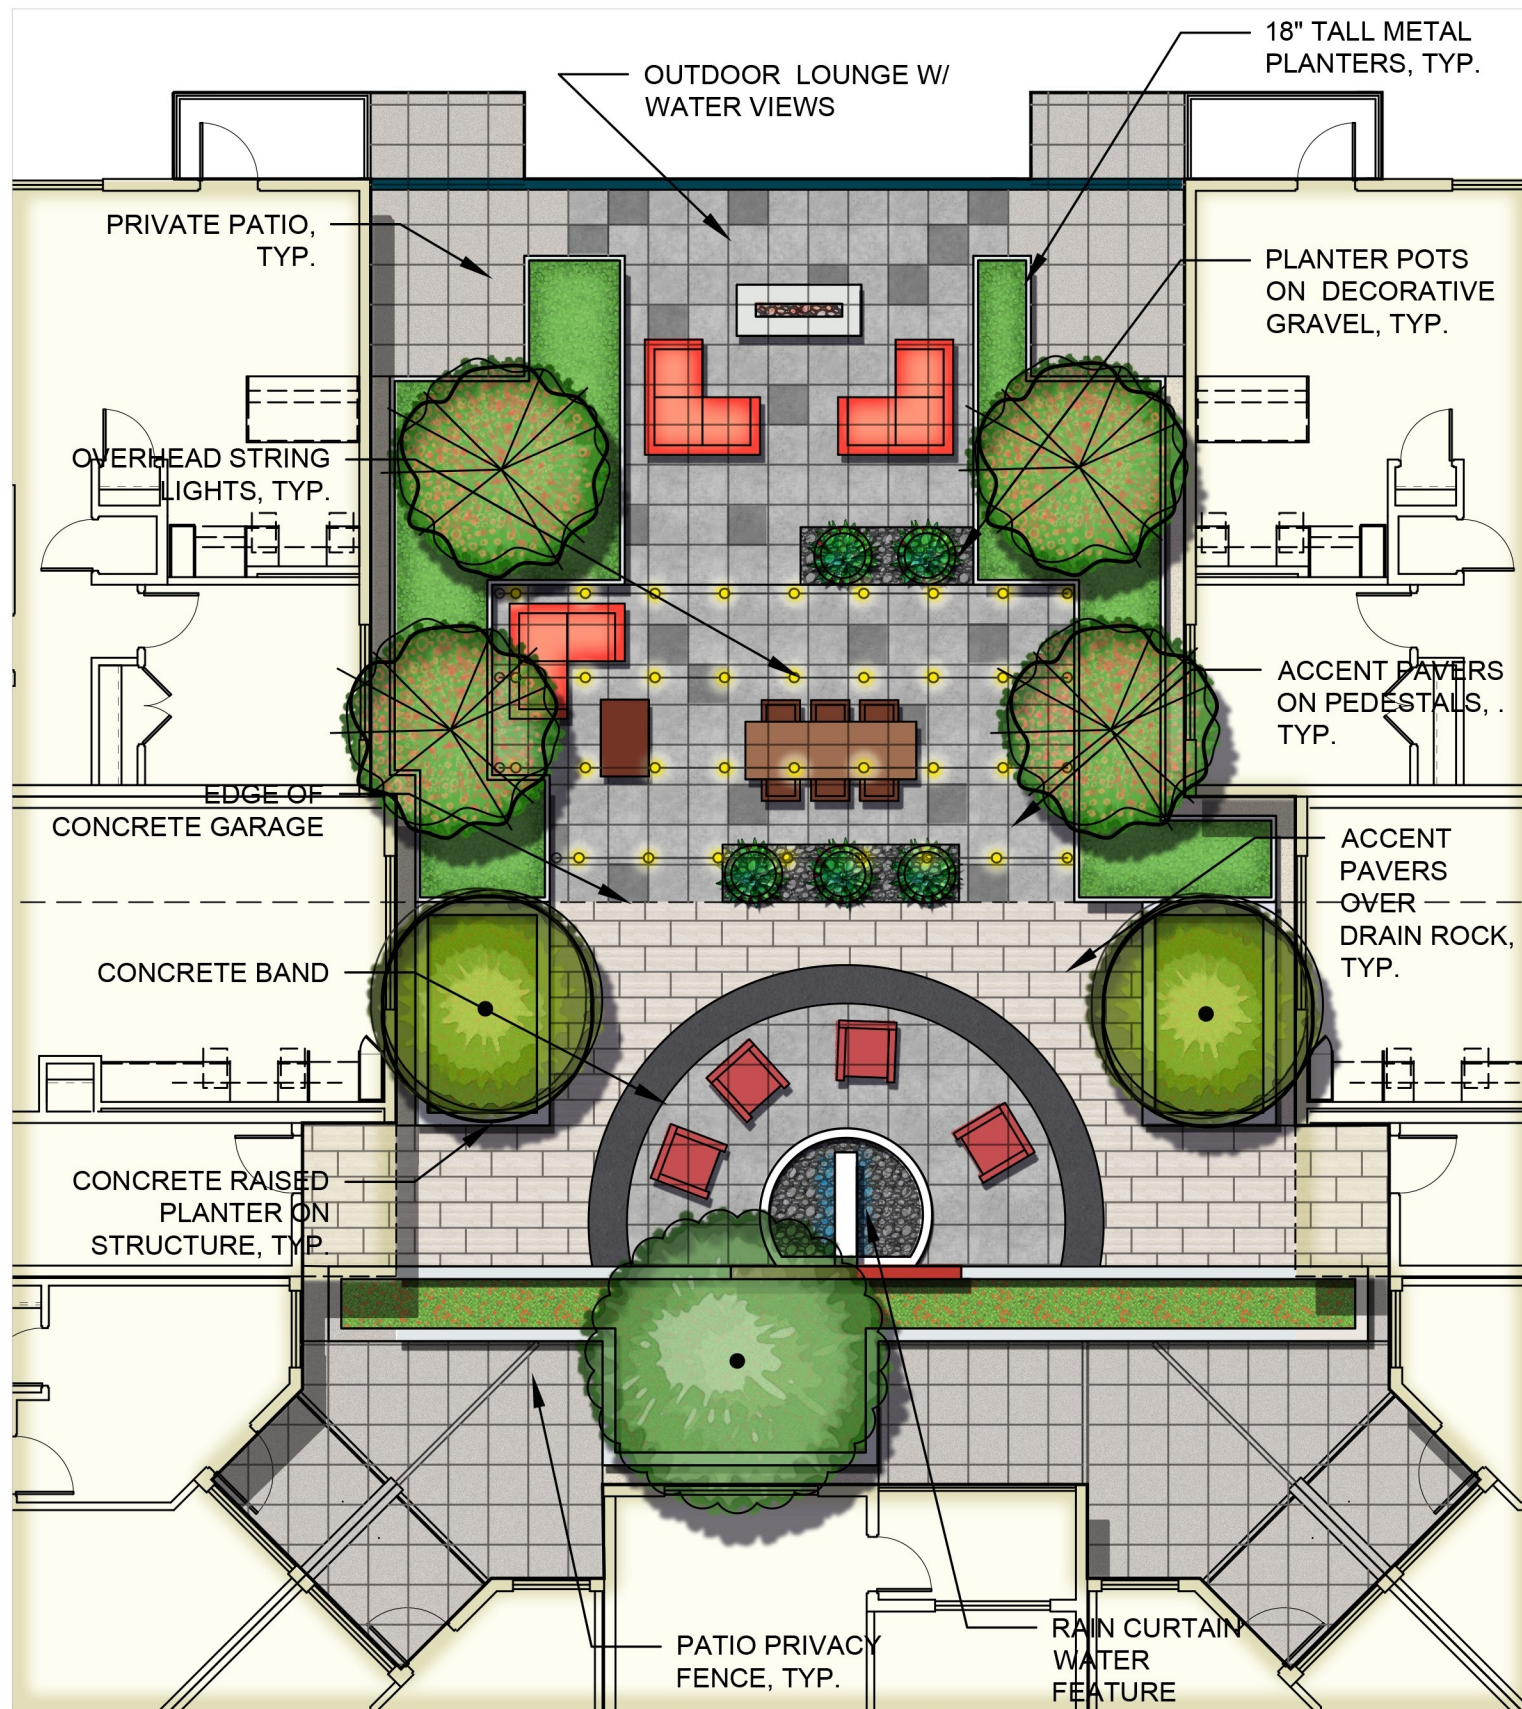 18" TALL METAL
PLANTERS, TYP.
OUTDOOR LOUNGE W/
WATER VIEWS
PRIVATE PATIO,
TYP.
PLANTER POTS
ON DECORATIVE
GRAVEL, TYP.
OVERHEAD STRING
LIGHTS, TYP.
ACCENT PAVERS
ON PEDESTALS, .
TYP.
EDGE OF
CONCRETE GARAGE
ACCENT
PAVERS
OVER
DRAIN ROCK,
TYP.
CONCRETE BAND
CONCRETE RAISED
PLANTER ON
STRUCTURE, TYP.
PATIO PRIVACY
FENCE, TYP.
RAIN CURTAIN
WATER
FEATURE